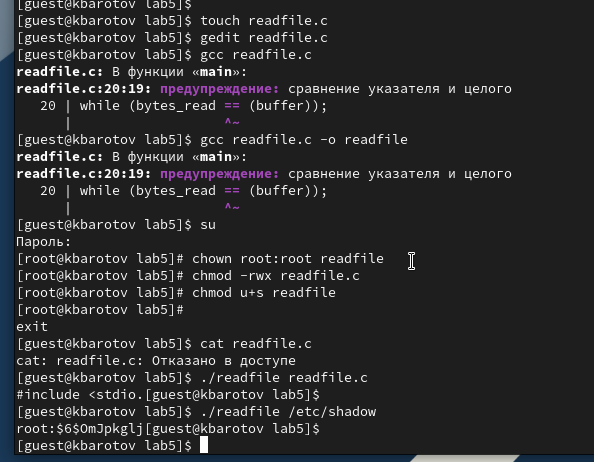 [guest@kbarotov lab5]$
[guest@kbarotov lab5]$ touch readfile.c
[guest@kbarotov lab5]$ gedit readfile.c
[guest@kbarotov lab5]$ gcc readfile.c
readfile.c: В функции «main»:
readfile.c:20:19: предупреждение: сравнение указателя и целого
20 | while (bytes_read == (buffer));
| ^~
[guest@kbarotov lab5]$ gcc readfile.c -o readfile
readfile.c: В функции «main»:
readfile.c:20:19: предупреждение: сравнение указателя и целого
20 | while (bytes_read == (buffer));
| ^~
[guest@kbarotov lab5]$ su
Пароль:
[root@kbarotov lab5]# chown root:root readfile
[root@kbarotov lab5]# chmod -rwx readfile.c
[root@kbarotov lab5]# chmod u+s readfile
[root@kbarotov lab5]#
exit
[guest@kbarotov lab5]$ cat readfile.c
cat: readfile.c: Отказано в доступе
[guest@kbarotov lab5]$ ./readfile readfile.c
#include <stdio.[guest@kbarotov lab5]$
[guest@kbarotov lab5]$ ./readfile /etc/shadow
root:$6$OmJpkglj[guest@kbarotov lab5]$
[guest@kbarotov lab5]$